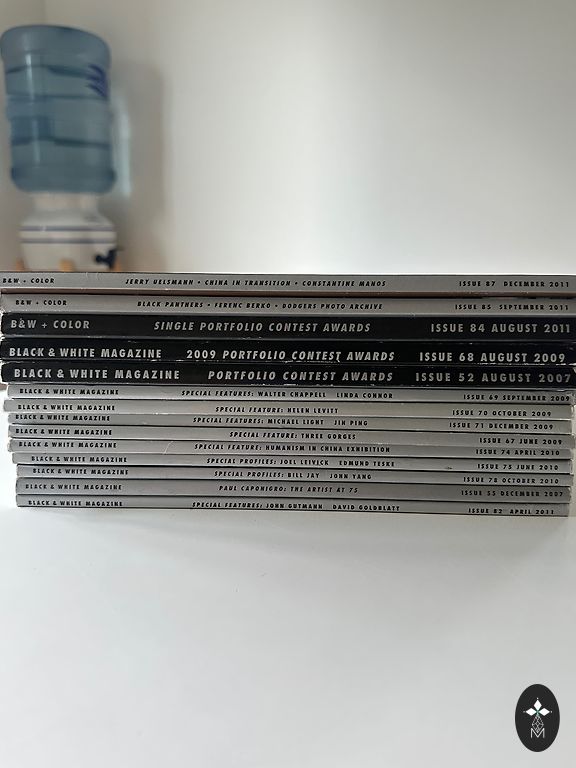 B&W + COLOR JERRY UELSMANN • CHINA IN TRANSITION • CONSTANTINE MANOS ISSUE 87 DECEMBER 2011
B&W + COLOR BLACK PANTHERS • FERENC BERKO • DODGERS PHOTO ARCHIVE ISSUE 85 SEPTEMBER 2011
B&W + COLOR SINGLE PORTFOLIO CONTEST AWARDS ISSUE 84 AUGUST 2011
BLACK & WHITE MAGAZINE 2009 PORTFOLIO CONTEST AWARDS ISSUE 68 AUGUST 2009
BLACK & WHITE MAGAZINE PORTFOLIO CONTEST AWARDS ISSUE 52 AUGUST 2007
BLACK & WHITE MAGAZINE SPECIAL FEATURES: WALTER CHAPPELL LINDA CONNOR ISSUE 69 SEPTEMBER 2009
BLACK & WHITE MAGAZINE SPECIAL FEATURE: HELEN LEVITT ISSUE 70 OCTOBER 2009
BLACK & WHITE MAGAZINE SPECIAL FEATURES: MICHAEL LIGHT JIN PING ISSUE 71 DECEMBER 2009
BLACK & WHITE MAGAZINE SPECIAL FEATURE: THREE GORGES ISSUE 67 JUNE 2009
BLACK & WHITE MAGAZINE SPECIAL FEATURE: HUMANISM IN CHINA EXHIBITION ISSUE 74 APRIL 2010
BLACK & WHITE MAGAZINE SPECIAL PROFILES: JOEL LEIVICK EDMUND TESKE ISSUE 75 JUNE 2010
BLACK & WHITE MAGAZINE SPECIAL PROFILES: BILL JAY JOHN YANG ISSUE 78 OCTOBER 2010
BLACK & WHITE MAGAZINE PAUL CAPONIGRO: THE ARTIST AT 75 ISSUE 55 DECEMBER 2007
BLACK & WHITE MAGAZINE SPECIAL FEATURES: JOHN GUTMANN DAVID GOLDBLATT ISSUE 82 APRIL 2011